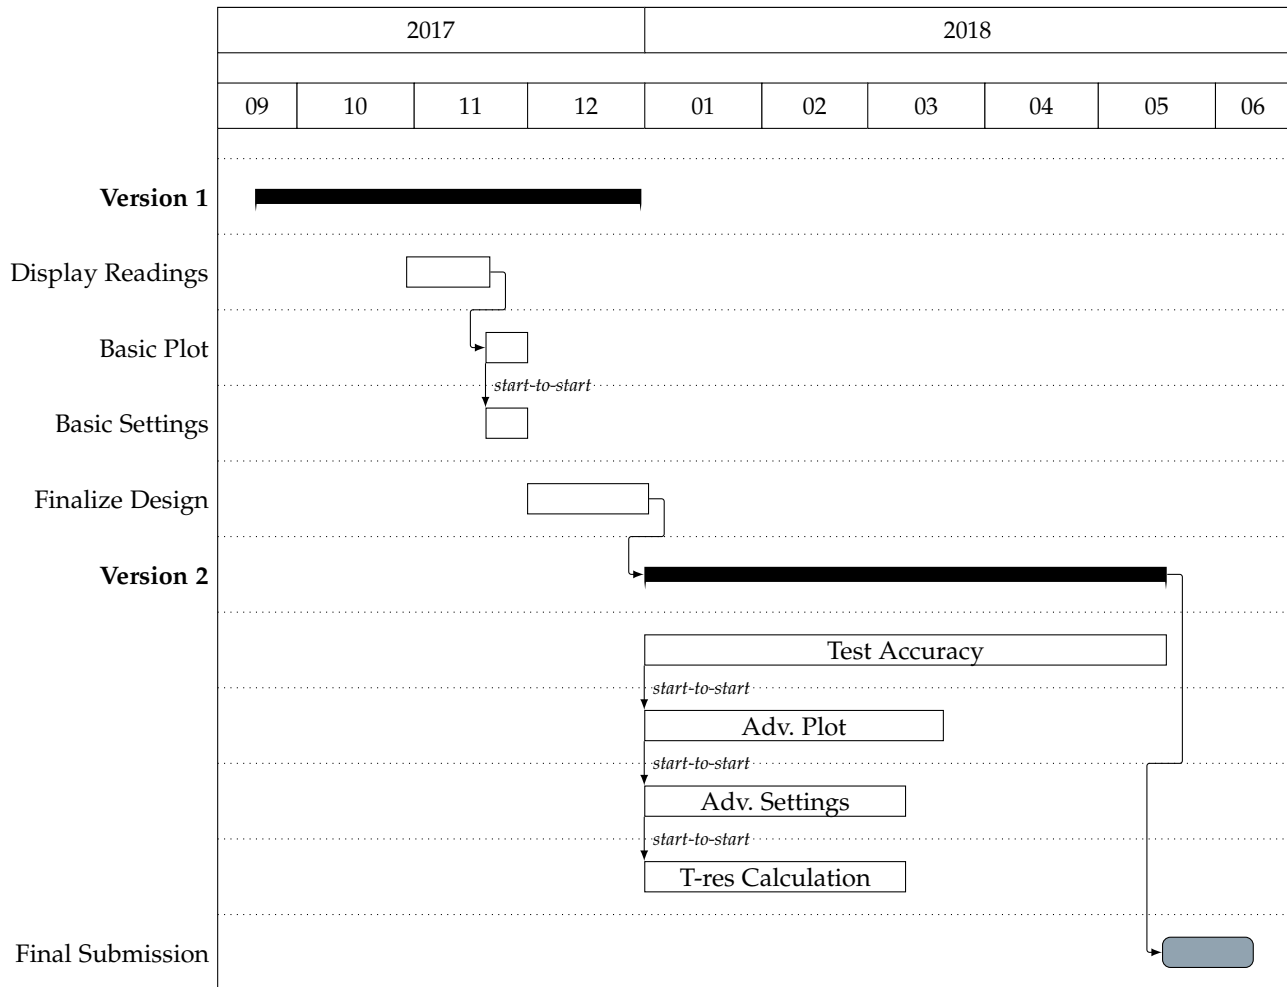 2017 2018
09 10 11 12 01 02 03 04 05 06
Version 1
Display Readings
Basic Plot
start-to-start
Basic Settings
Finalize Design
Version 2
Test Accuracy
start-to-start
Adv. Plot
start-to-start
Adv. Settings
start-to-start
T-res Calculation
Final Submission